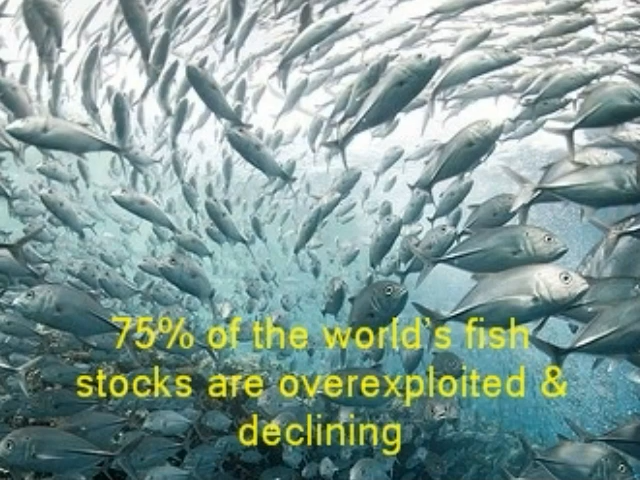 75% of the world`s fish
stocks are overexploited &
declining